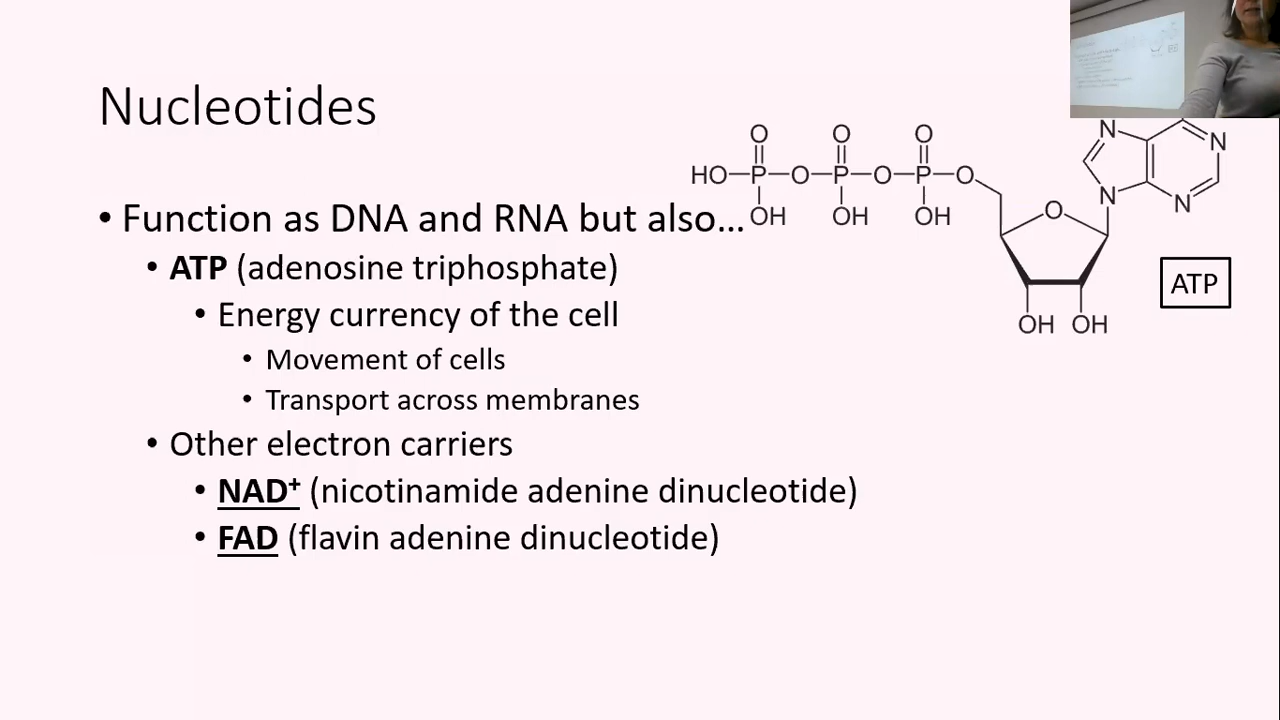 Nucleotides
• Function as DNA and RNA but also...
• ATP (adenosine triphosphate)
• Energy currency of the cell
• Movement of cells
• Transport across membranes
• Other electron carriers
• NAD⁺ (nicotinamide adenine dinucleotide)
• FAD (flavin adenine dinucleotide)
O O O
HO P O P O P O
OH OH OH
N N
N N
O
OH OH
ATP